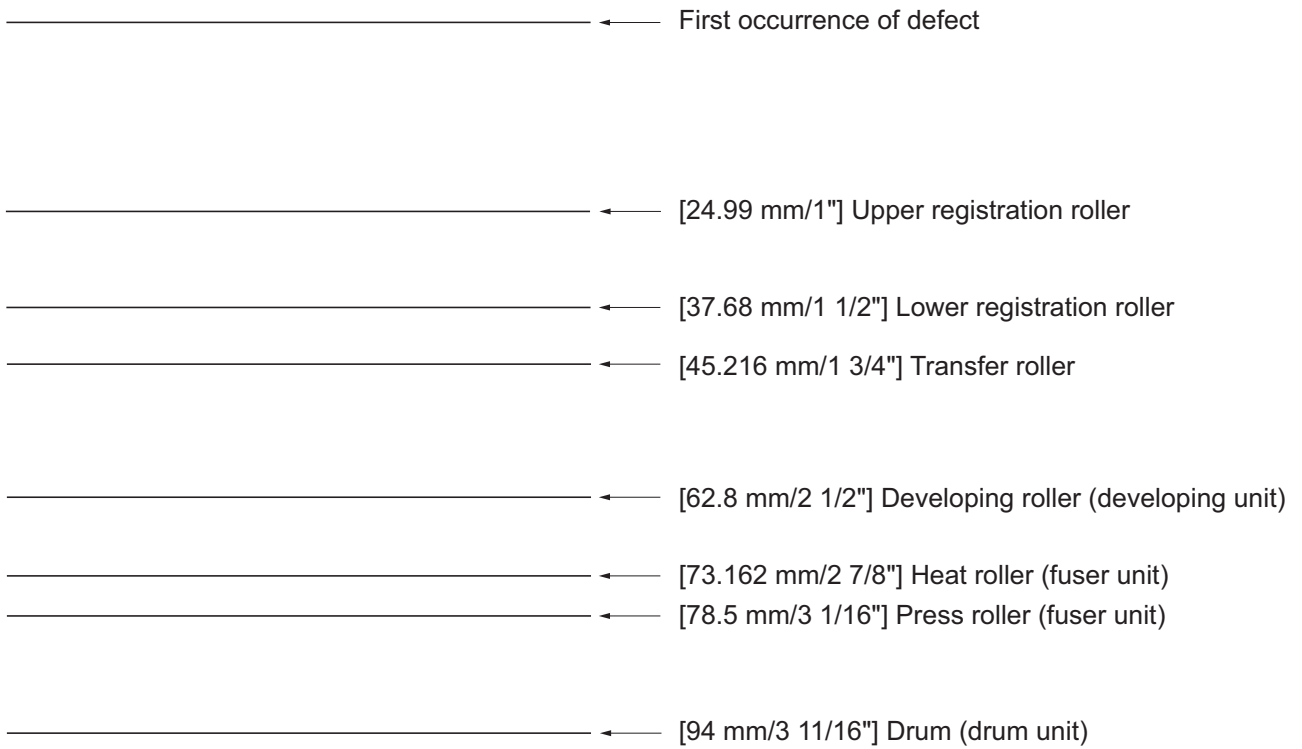 First occurrence of defect
[24.99 mm/1"] Upper registration roller
[37.68 mm/1 1/2"] Lower registration roller
[45.216 mm/1 3/4"] Transfer roller
[62.8 mm/2 1/2"] Developing roller (developing unit)
[73.162 mm/2 7/8"] Heat roller (fuser unit)
[78.5 mm/3 1/16"] Press roller (fuser unit)
[94 mm/3 11/16"] Drum (drum unit)